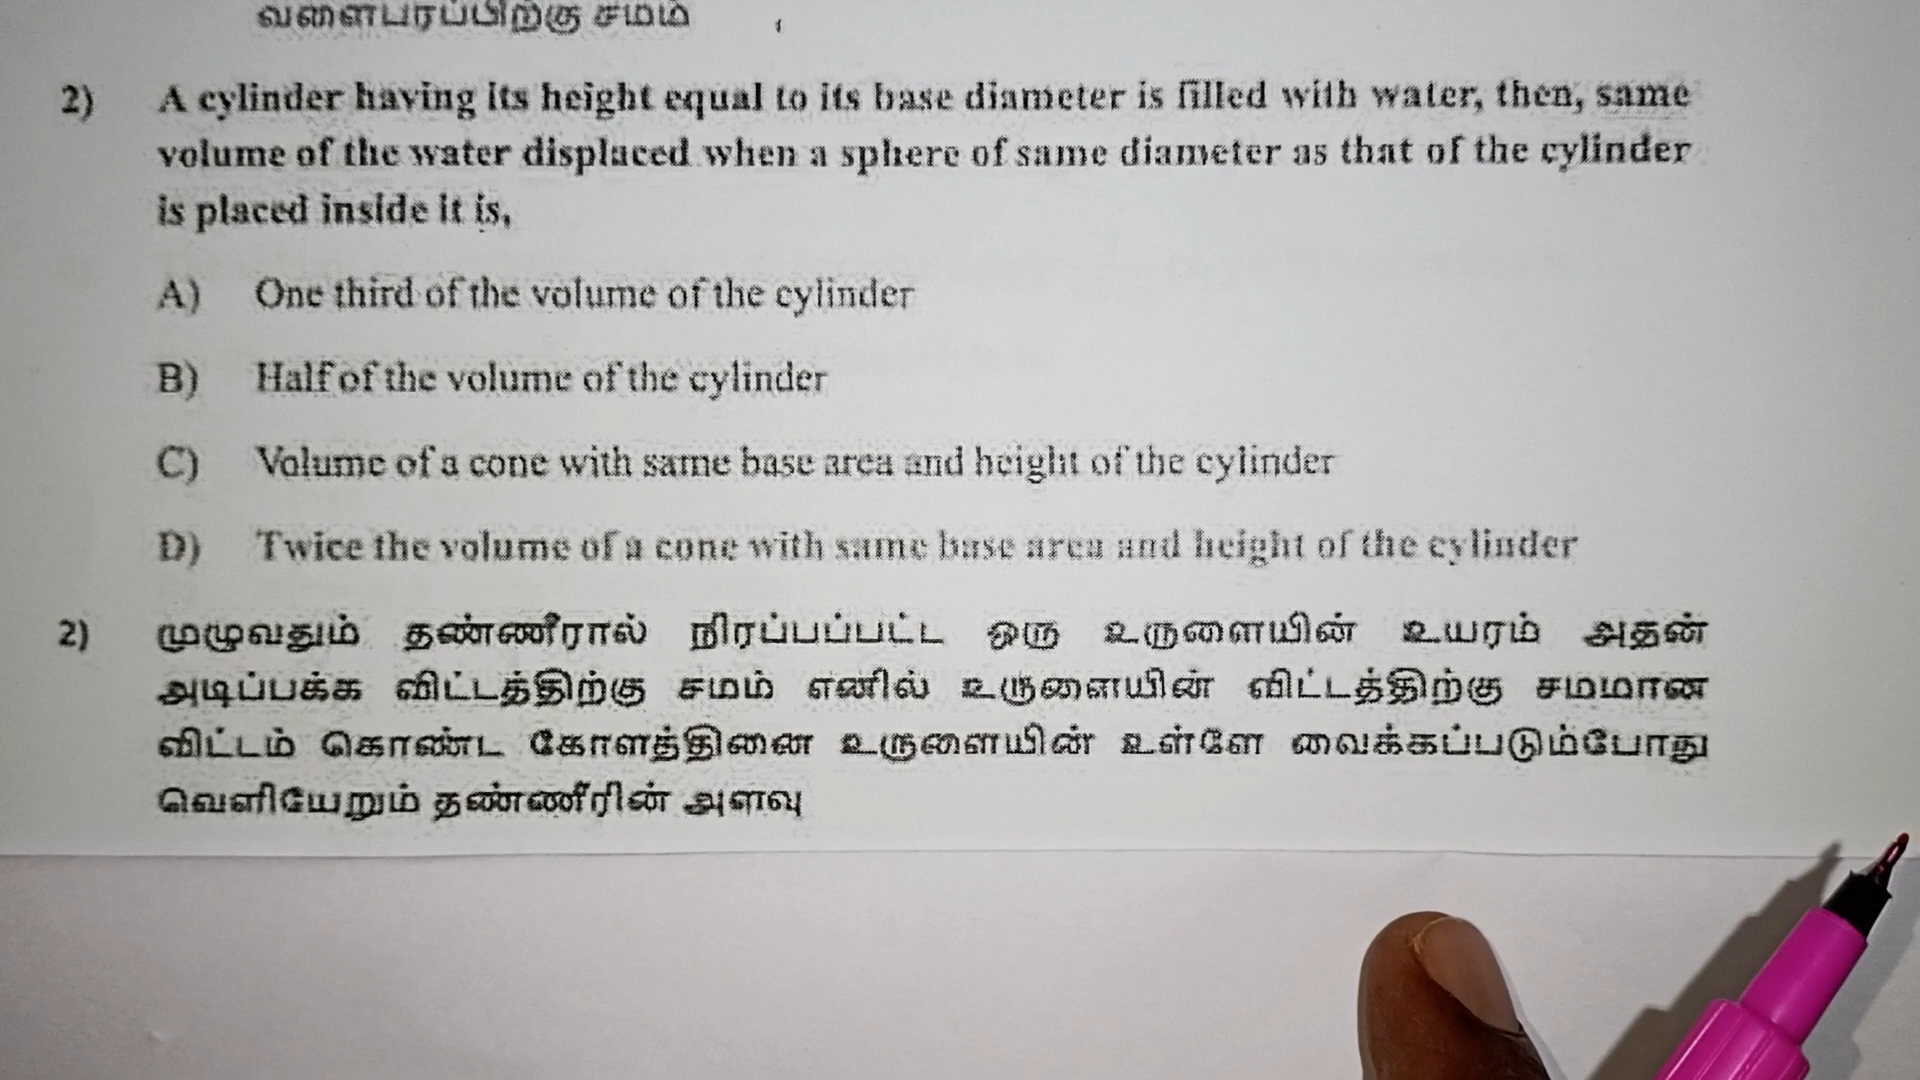 வளைபரப்பிற்கு சமம்
2) A cylinder having its height equal to its base diameter is filled with water, then, same
volume of the water displaced when a sphere of same diameter as that of the cylinder
is placed inside it is,
A) One third of the volume of the cylinder
B) Half of the volume of the cylinder
C) Volume of a cone with same base area and height of the cylinder
D) Twice the volume of a cone with same base area and height of the cylinder
2) முழுவதும் தண்ணீரால் நிரப்பப்பட்ட ஒரு உருளையின் உயரம் அதன்
அடிப்பக்க விட்டத்திற்கு சமம் எனில் உருளையின் விட்டத்திற்கு சமமான
விட்டம் கொண்ட கோளத்தினை உருளையின் உள்ளே வைக்கப்படும்போது
வெளியேறும் தண்ணீரின் அளவு